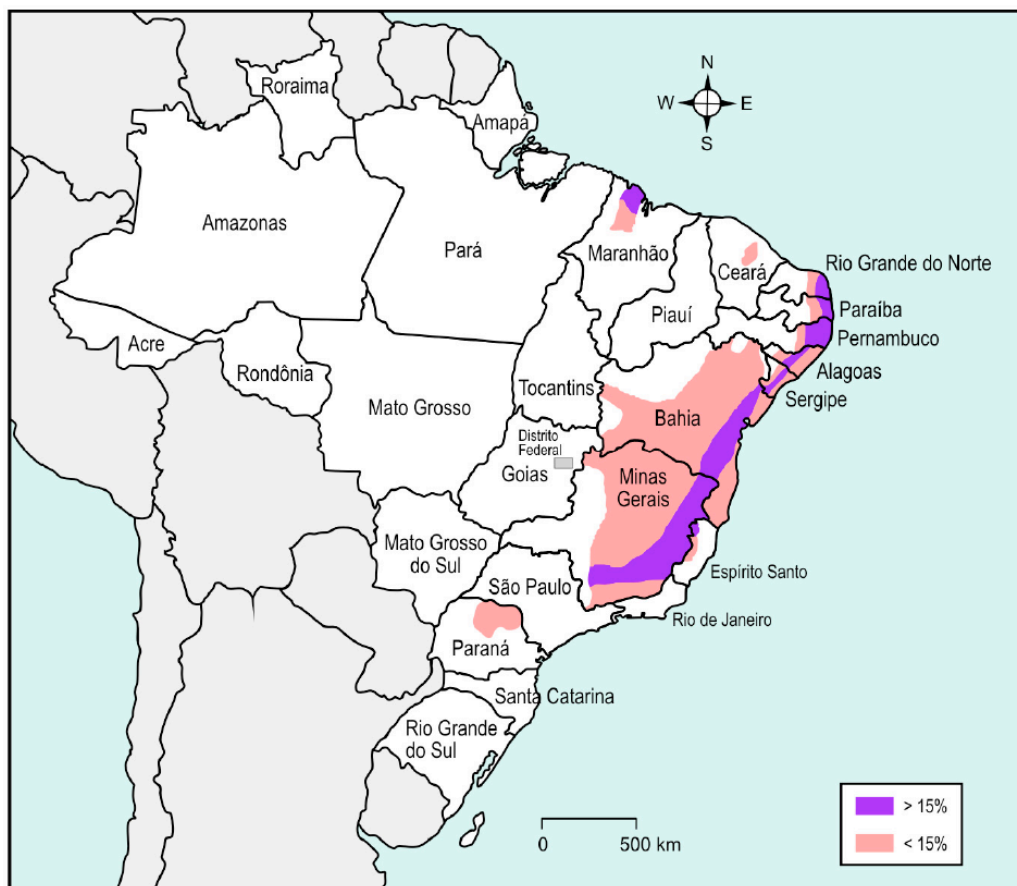 N
W
E
S
Roraima
Amapá
Amazonas
Pará
Maranhão
Ceará
Rio Grande do Norte
Paraíba
Piauí
Pernambuco
Acre
Alagoas
Rondônia
Tocantins
Sergipe
Mato Grosso
Bahia
Distrito
Federal
Goias
Minas
Gerais
Mato Grosso
do Sul
São Paulo
Espírito Santo
Rio de Janeiro
Paraná
Santa Catarina
Rio Grande
do Sul
0
500 km
> 15%
< 15%